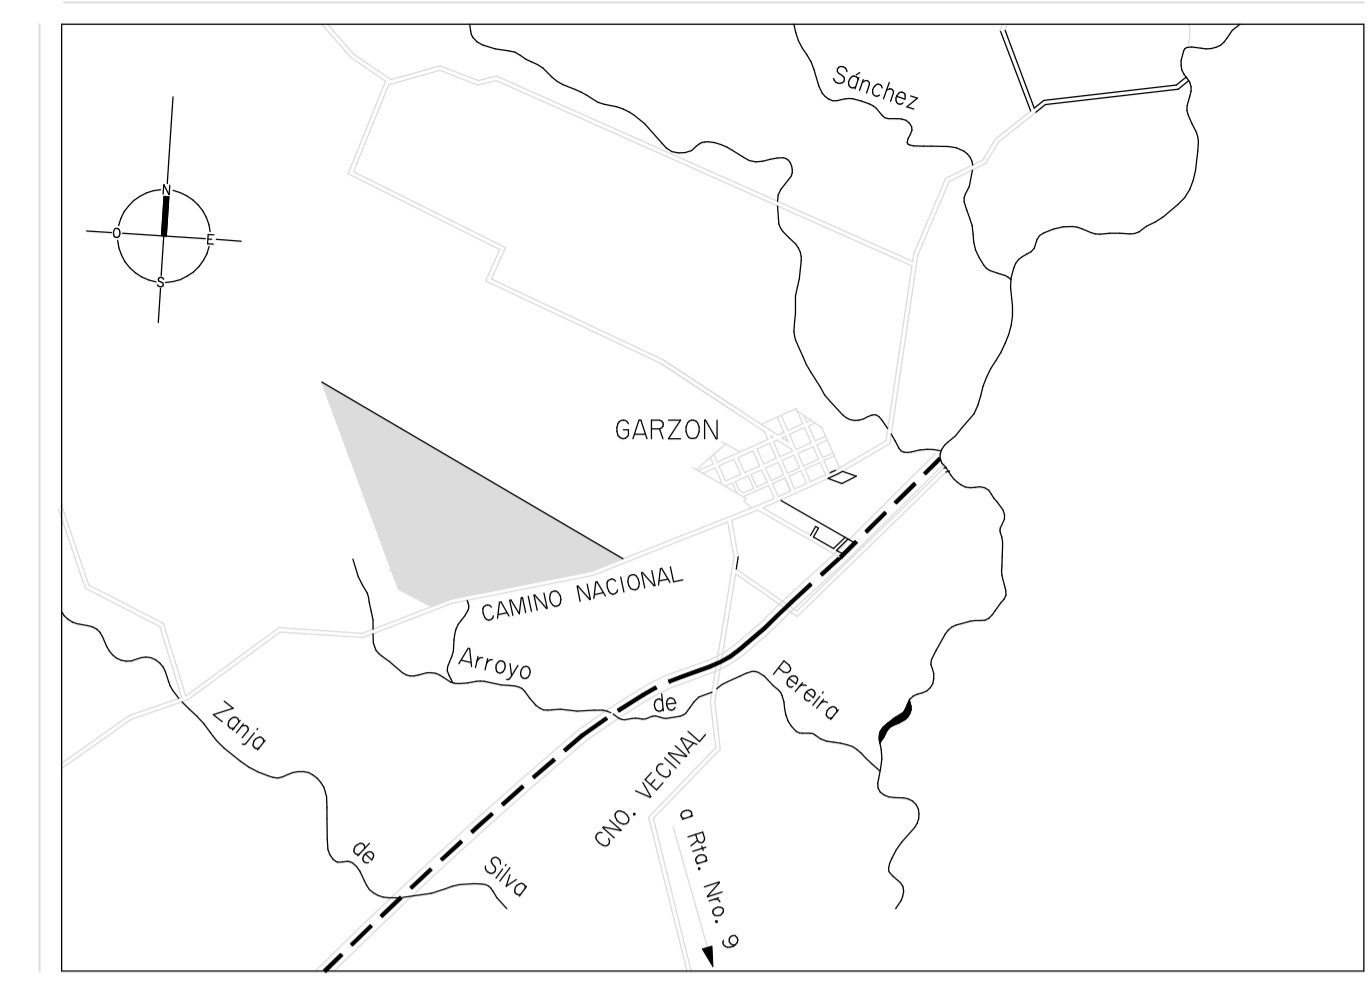 Sánchez
N
O
E
S
GARZON
CAMINO NACIONAL
Arroyo
de
Pereira
Zanja
de
Silva
CNO. VECINAL
a Rta. Nro. 9